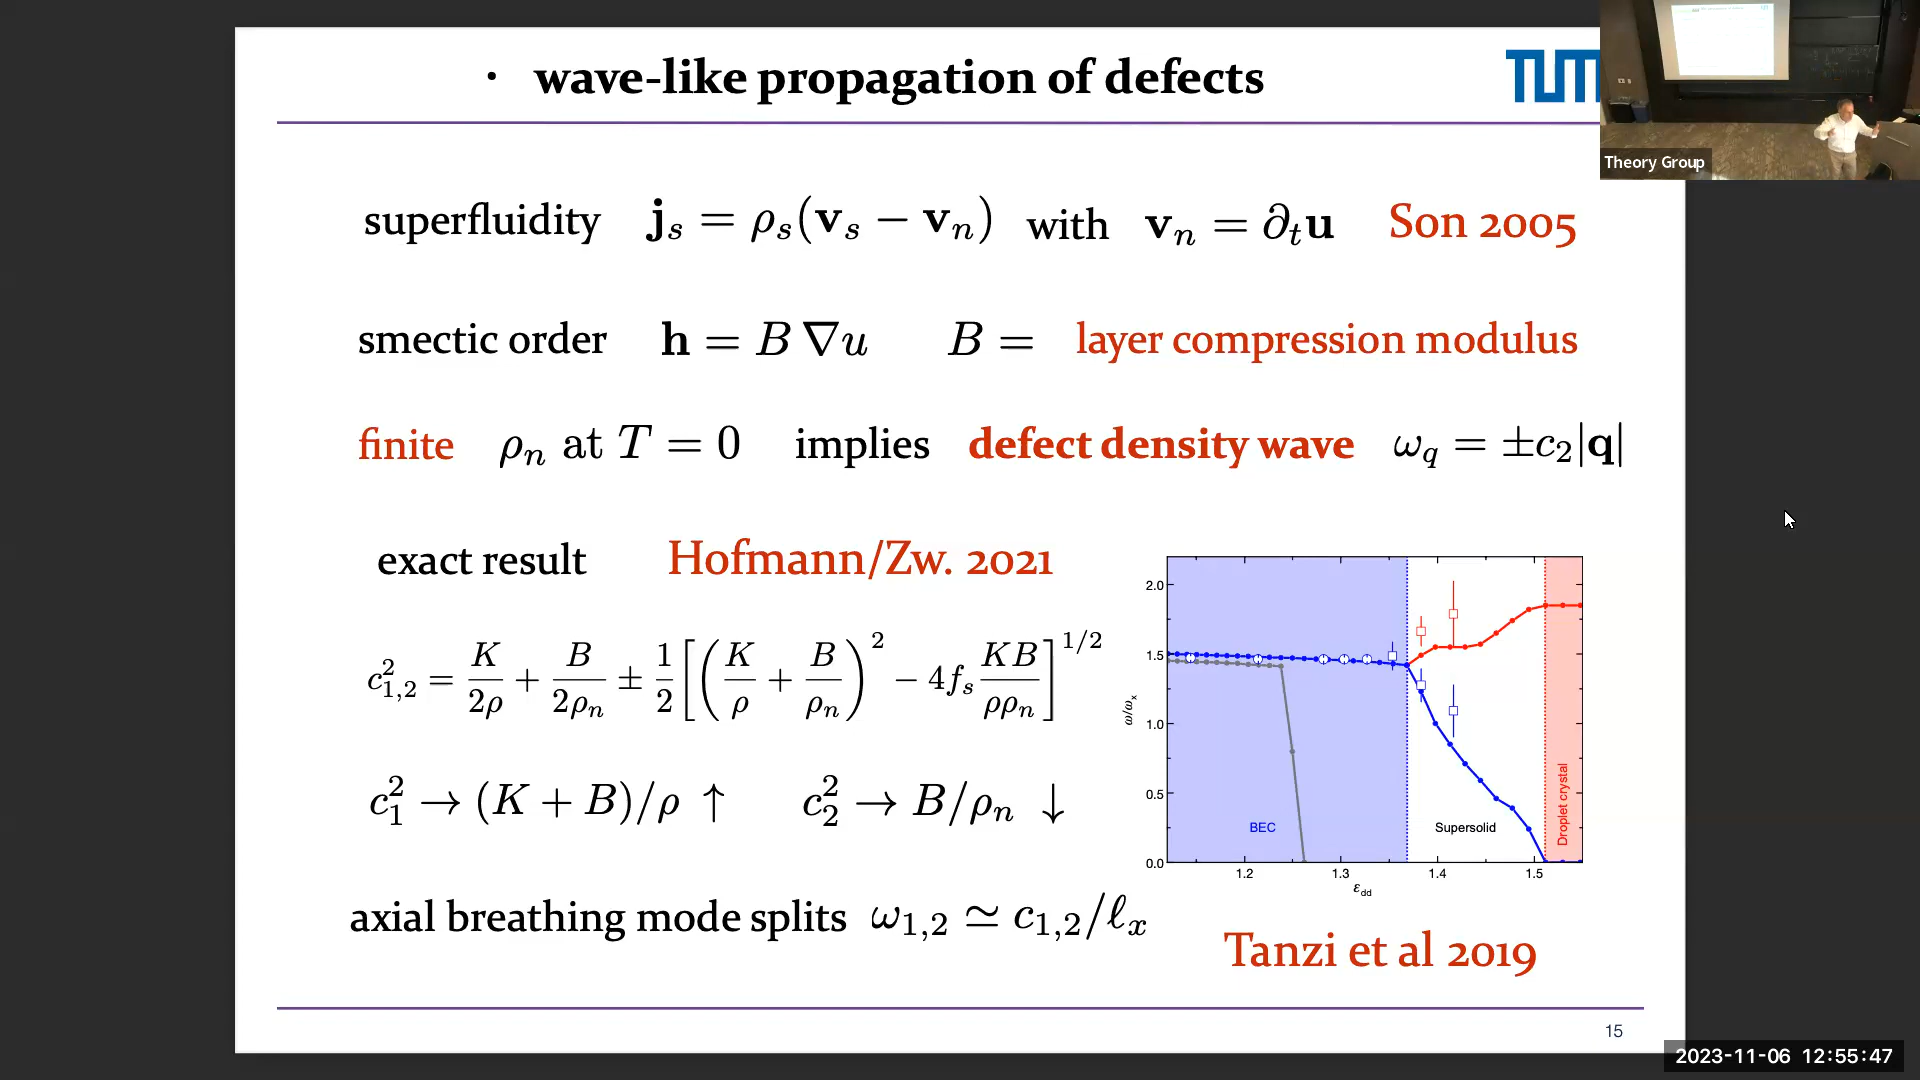 • wave-like propagation of defects
TUM
Theory Group
superfluidity j_s = ρ_s(v_s − v_n) with v_n = ∂_t u Son 2005
smectic order h = B ∇u B = layer compression modulus
finite ρ_n at T = 0 implies defect density wave ω_q = ±c_2|q|
exact result Hofmann/Zw. 2021
c²_{1,2} = K/2ρ + B/2ρ_n ± 1/2 [(K/ρ + B/ρ_n)² − 4f_s KB/ρρ_n]^{1/2}
c_1² → (K + B)/ρ ↑ c_2² → B/ρ_n ↓
axial breathing mode splits ω_{1,2} ≃ c_{1,2}/ℓ_x
2.0
1.5
1.0
0.5
0.0
ω/ω_x
BEC
Supersolid
Droplet crystal
1.2 1.3 1.4 1.5
ε_dd
Tanzi et al 2019
15
2023-11-06 12:55:47